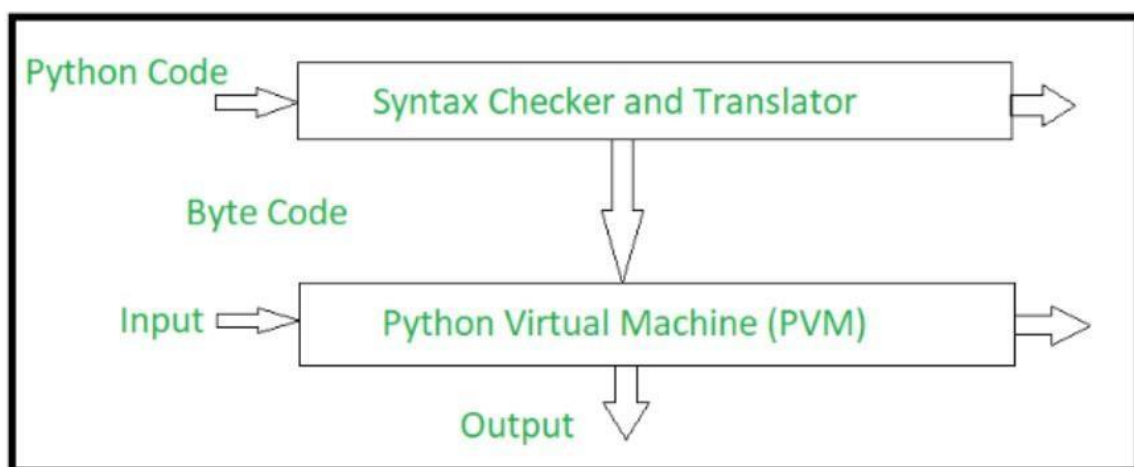 Python Code
Syntax Checker and Translator
Byte Code
Input
Python Virtual Machine (PVM)
Output